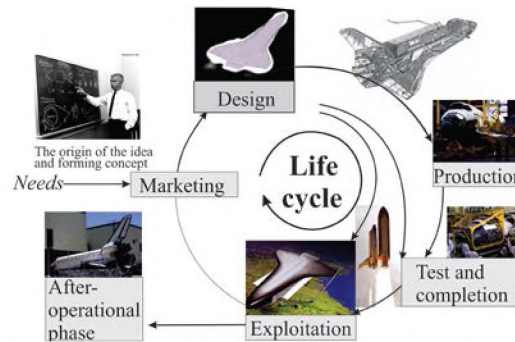 Design
The origin of the idea
and forming concept
Needs
Marketing
Life
cycle
Production
Test and
completion
After-
operational
phase
Exploitation